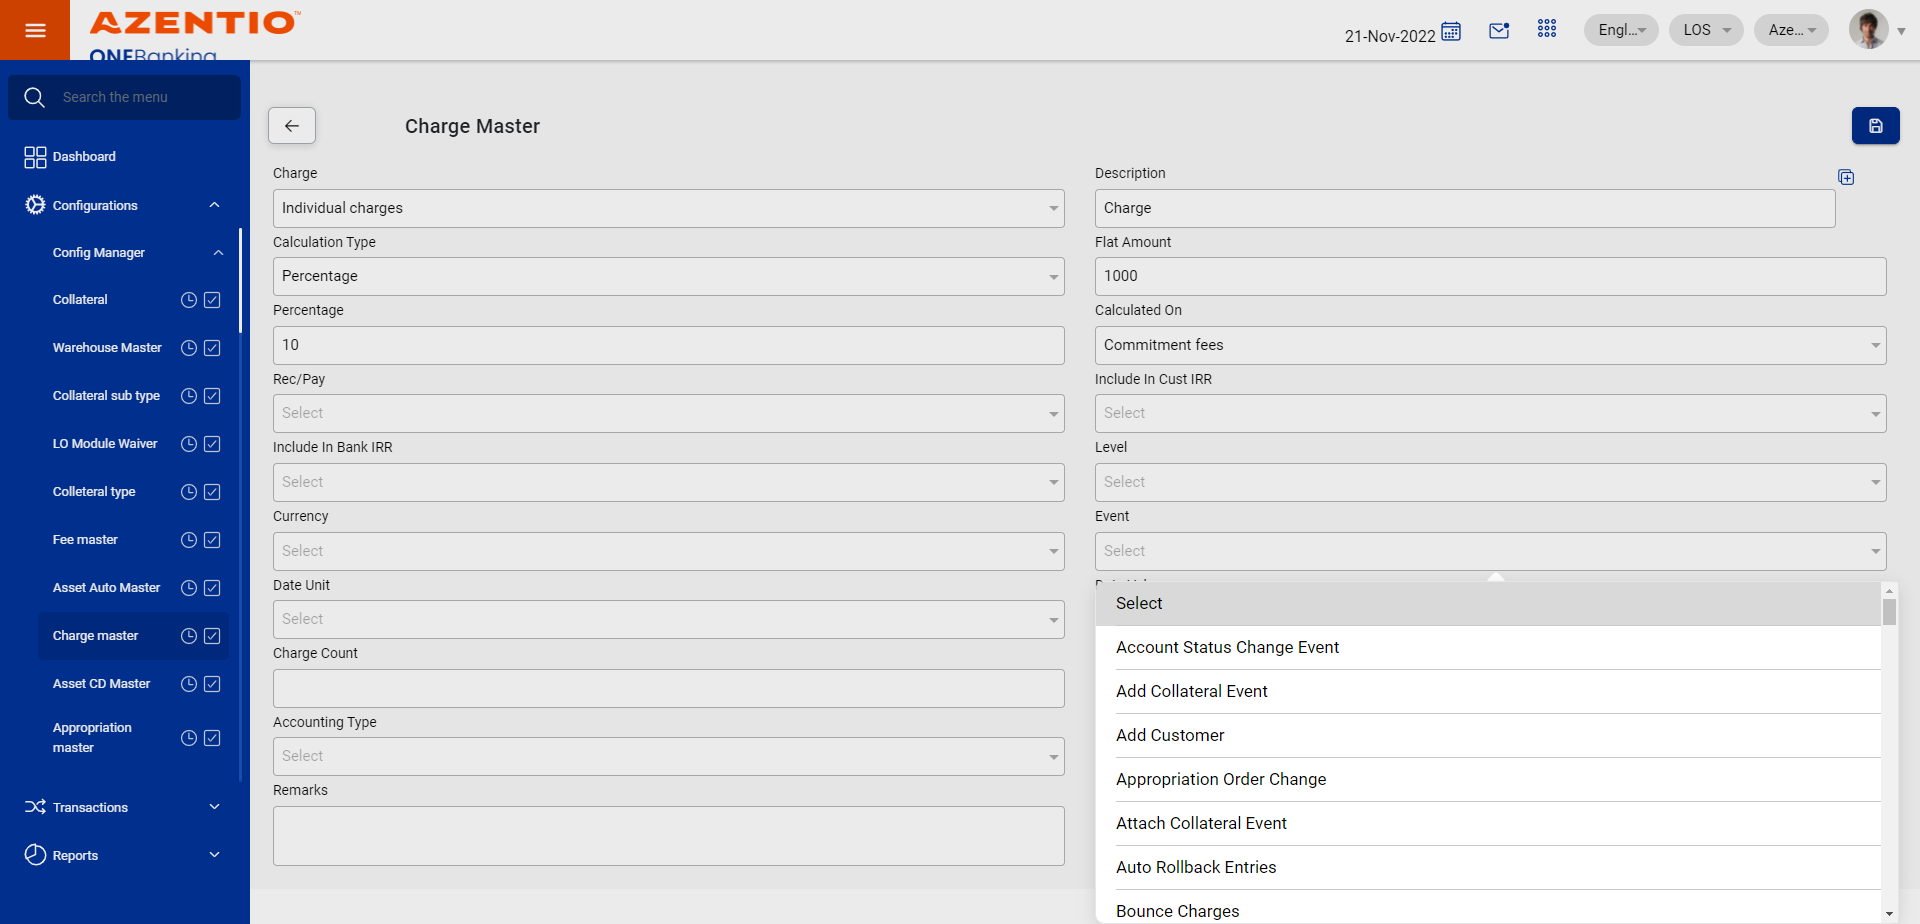 AZENTIO™
ONEBanking
21-Nov-2022
Engl...
LOS
Aze...
Search the menu
Dashboard
Configurations
Config Manager
Collateral
Warehouse Master
Collateral sub type
LO Module Waiver
Colleteral type
Fee master
Asset Auto Master
Charge master
Asset CD Master
Appropriation
master
Transactions
Reports
Charge Master
Charge
Individual charges
Description
Charge
Calculation Type
Percentage
Flat Amount
1000
Percentage
10
Calculated On
Commitment fees
Rec/Pay
Select
Include In Cust IRR
Select
Include In Bank IRR
Select
Level
Select
Currency
Select
Event
Select
Date Unit
Select
Charge Count
Accounting Type
Select
Remarks
Select
Account Status Change Event
Add Collateral Event
Add Customer
Appropriation Order Change
Attach Collateral Event
Auto Rollback Entries
Bounce Charges